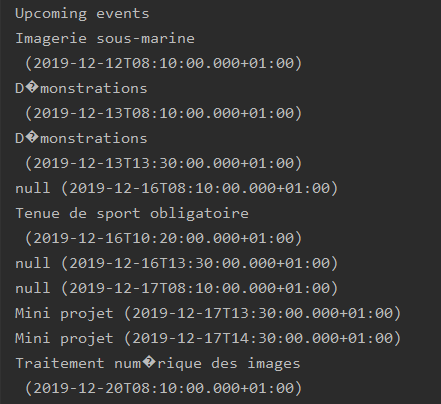 Upcoming events
Imagerie sous-marine
(2019-12-12T08:10:00.000+01:00)
D�monstrations
(2019-12-13T08:10:00.000+01:00)
D�monstrations
(2019-12-13T13:30:00.000+01:00)
null (2019-12-16T08:10:00.000+01:00)
Tenue de sport obligatoire
(2019-12-16T10:20:00.000+01:00)
null (2019-12-16T13:30:00.000+01:00)
null (2019-12-17T08:10:00.000+01:00)
Mini projet (2019-12-17T13:30:00.000+01:00)
Mini projet (2019-12-17T14:30:00.000+01:00)
Traitement num�rique des images
(2019-12-20T08:10:00.000+01:00)